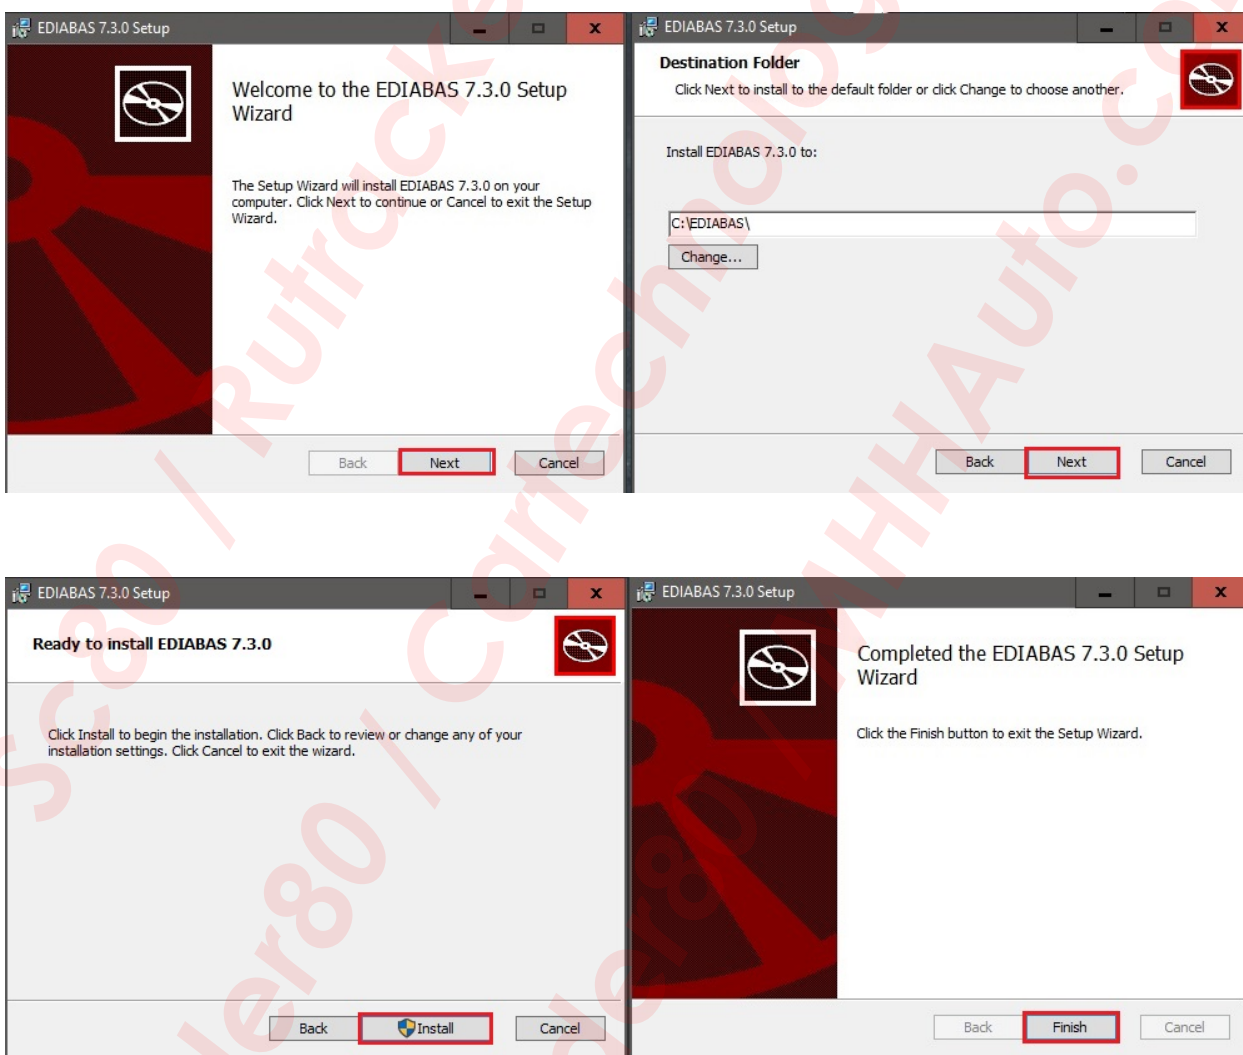 EDIABAS 7.3.0 Setup
Welcome to the EDIABAS 7.3.0 Setup
Wizard
The Setup Wizard will install EDIABAS 7.3.0 on your
computer. Click Next to continue or Cancel to exit the Setup
Wizard.
Back Next Cancel
EDIABAS 7.3.0 Setup
Destination Folder
Click Next to install to the default folder or click Change to choose another.
Install EDIABAS 7.3.0 to:
C:\EDIABAS\
Change...
Back Next Cancel
EDIABAS 7.3.0 Setup
Ready to install EDIABAS 7.3.0
Click Install to begin the installation. Click Back to review or change any of your
installation settings. Click Cancel to exit the wizard.
Back Install Cancel
EDIABAS 7.3.0 Setup
Completed the EDIABAS 7.3.0 Setup
Wizard
Click the Finish button to exit the Setup Wizard.
Back Finish Cancel
Sc80 / Rutracke
/ Cartechnolog
/ MHHAuto.co